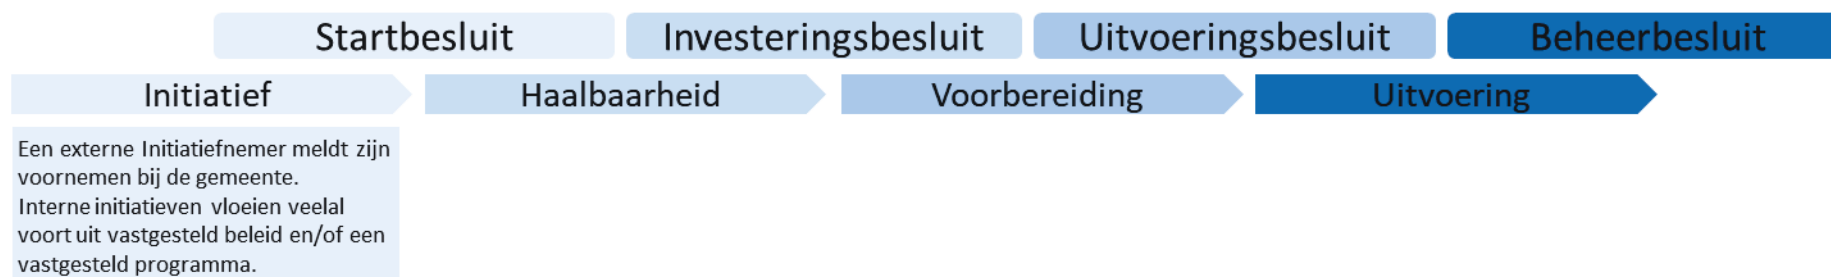 Startbesluit
Investeringsbesluit
Uitvoeringsbesluit
Beheerbesluit
Initiatief
Haalbaarheid
Voorbereiding
Uitvoering
Een externe Initiatiefnemer meldt zijn
voornemen bij de gemeente.
Interne initiatieven vloeien veelal
voort uit vastgesteld beleid en/of een
vastgesteld programma.